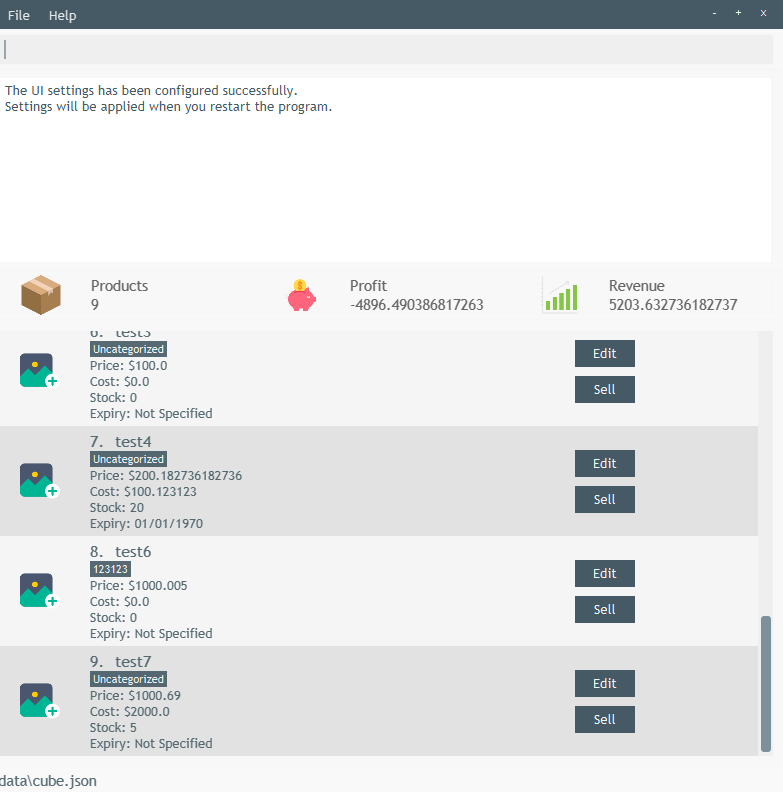 File Help - + x
The UI settings has been configured successfully.
Settings will be applied when you restart the program.
Products Profit Revenue
9 -4896.490386817263 5203.632736182737
6. test3
Uncategorized
Price: $100.0
Cost: $0.0
Stock: 0
Expiry: Not Specified
Edit
Sell
7. test4
Uncategorized
Price: $200.182736182736
Cost: $100.123123
Stock: 20
Expiry: 01/01/1970
Edit
Sell
8. test6
123123
Price: $1000.005
Cost: $0.0
Stock: 0
Expiry: Not Specified
Edit
Sell
9. test7
Uncategorized
Price: $1000.69
Cost: $2000.0
Stock: 5
Expiry: Not Specified
Edit
Sell
data\cube.json